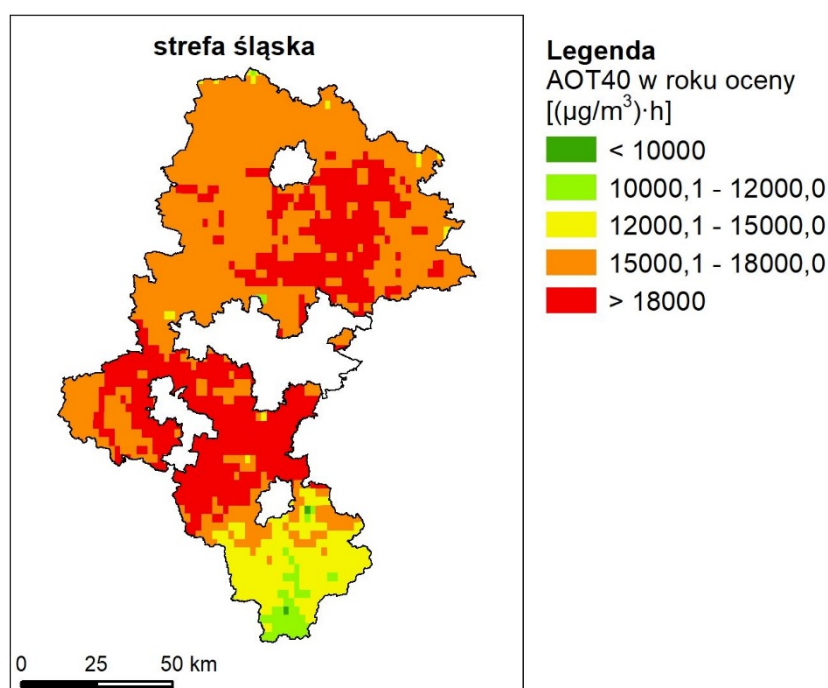 strefa śląska
Legenda
AOT40 w roku oceny
[(µg/m³)·h]
< 10000
10000,1 - 12000,0
12000,1 - 15000,0
15000,1 - 18000,0
> 18000
0 25 50 km